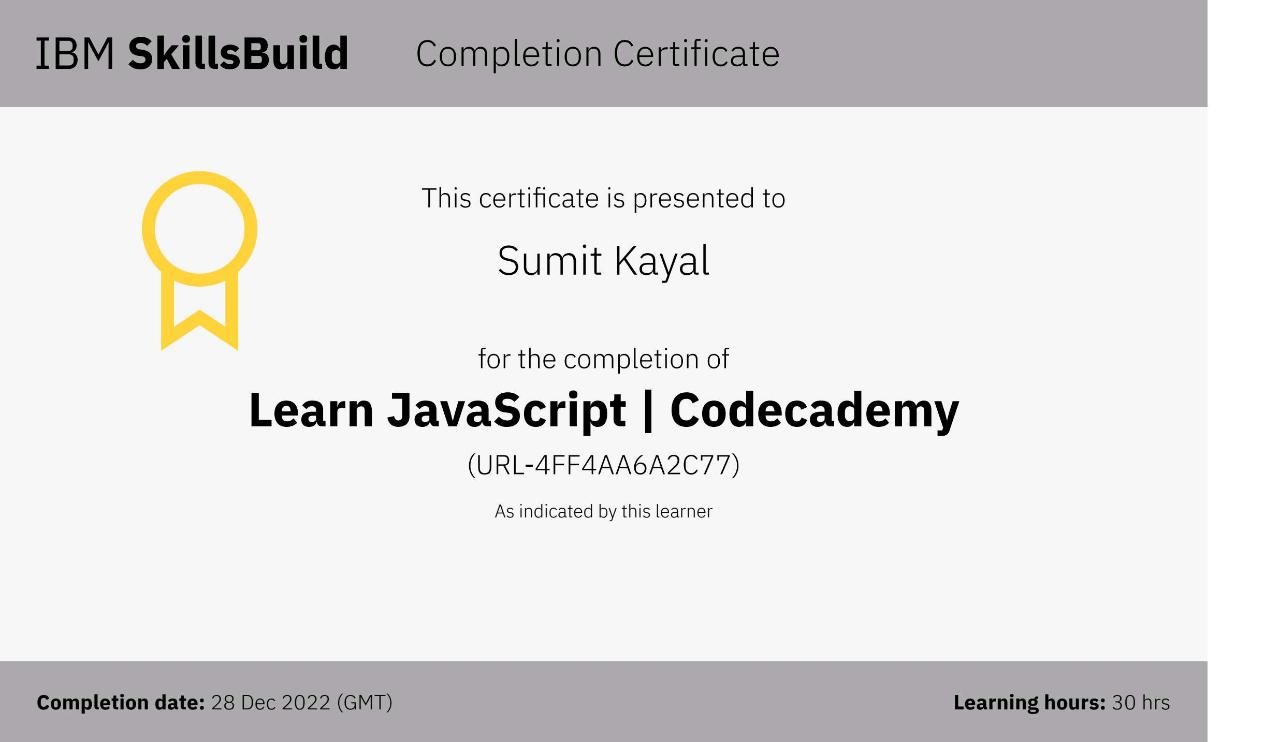 IBM SkillsBuild Completion Certificate
This certificate is presented to
Sumit Kayal
for the completion of
Learn JavaScript | Codecademy
(URL-4FF4AA6A2C77)
As indicated by this learner
Completion date: 28 Dec 2022 (GMT)
Learning hours: 30 hrs